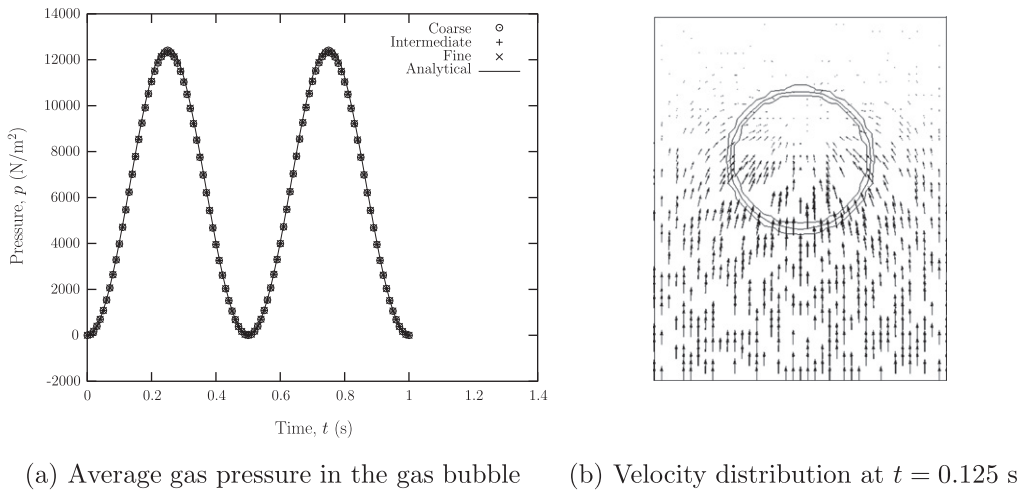 14000
12000
10000
8000
6000
4000
2000
0
-2000
Pressure, p (N/m²)
Coarse
Intermediate
Fine
Analytical
0 0.2 0.4 0.6 0.8 1 1.2 1.4
Time, t (s)
(a) Average gas pressure in the gas bubble
(b) Velocity distribution at t = 0.125 s